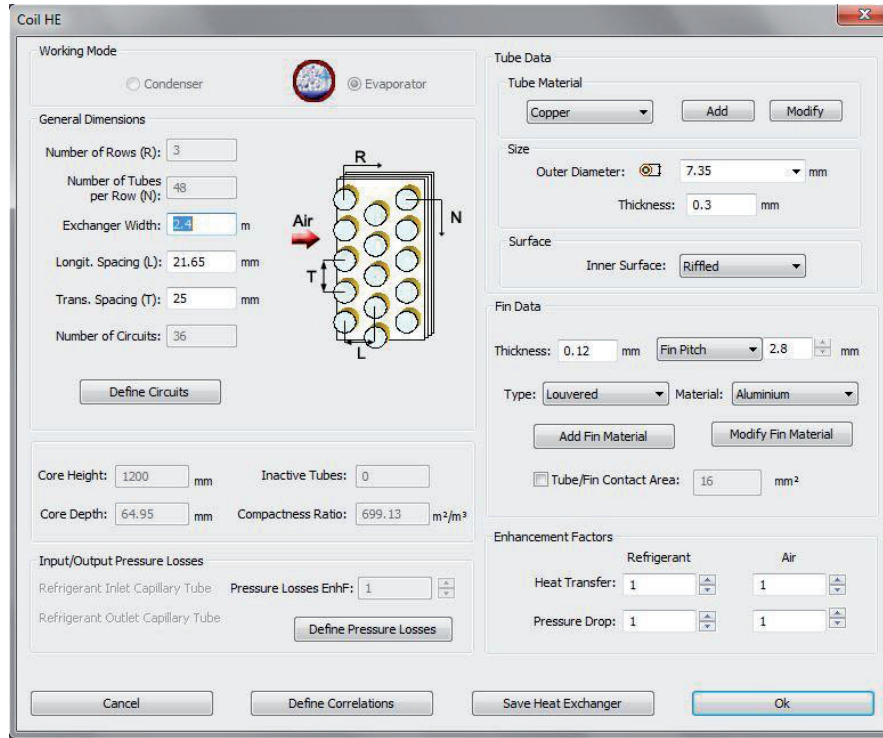 Coil HE
Working Mode
Condenser
Evaporator
General Dimensions
Number of Rows (R): 3
Number of Tubes
per Row (N): 48
Exchanger Width: 2.4 m
Longit. Spacing (L): 21.65 mm
Trans. Spacing (T): 25 mm
Number of Circuits: 36
Define Circuits
R
Air
N
T
L
Core Height: 1200 mm
Inactive Tubes: 0
Core Depth: 64.95 mm
Compactness Ratio: 699.13 m²/m³
Input/Output Pressure Losses
Refrigerant Inlet Capillary Tube
Pressure Losses EnhF: 1
Refrigerant Outlet Capillary Tube
Define Pressure Losses
Tube Data
Tube Material
Copper
Add
Modify
Size
Outer Diameter: 7.35 mm
Thickness: 0.3 mm
Surface
Inner Surface: Riffled
Fin Data
Thickness: 0.12 mm Fin Pitch 2.8 mm
Type: Louvered Material: Aluminium
Add Fin Material
Modify Fin Material
Tube/Fin Contact Area: 16 mm²
Enhancement Factors
Refrigerant Air
Heat Transfer: 1 1
Pressure Drop: 1 1
Cancel
Define Correlations
Save Heat Exchanger
Ok